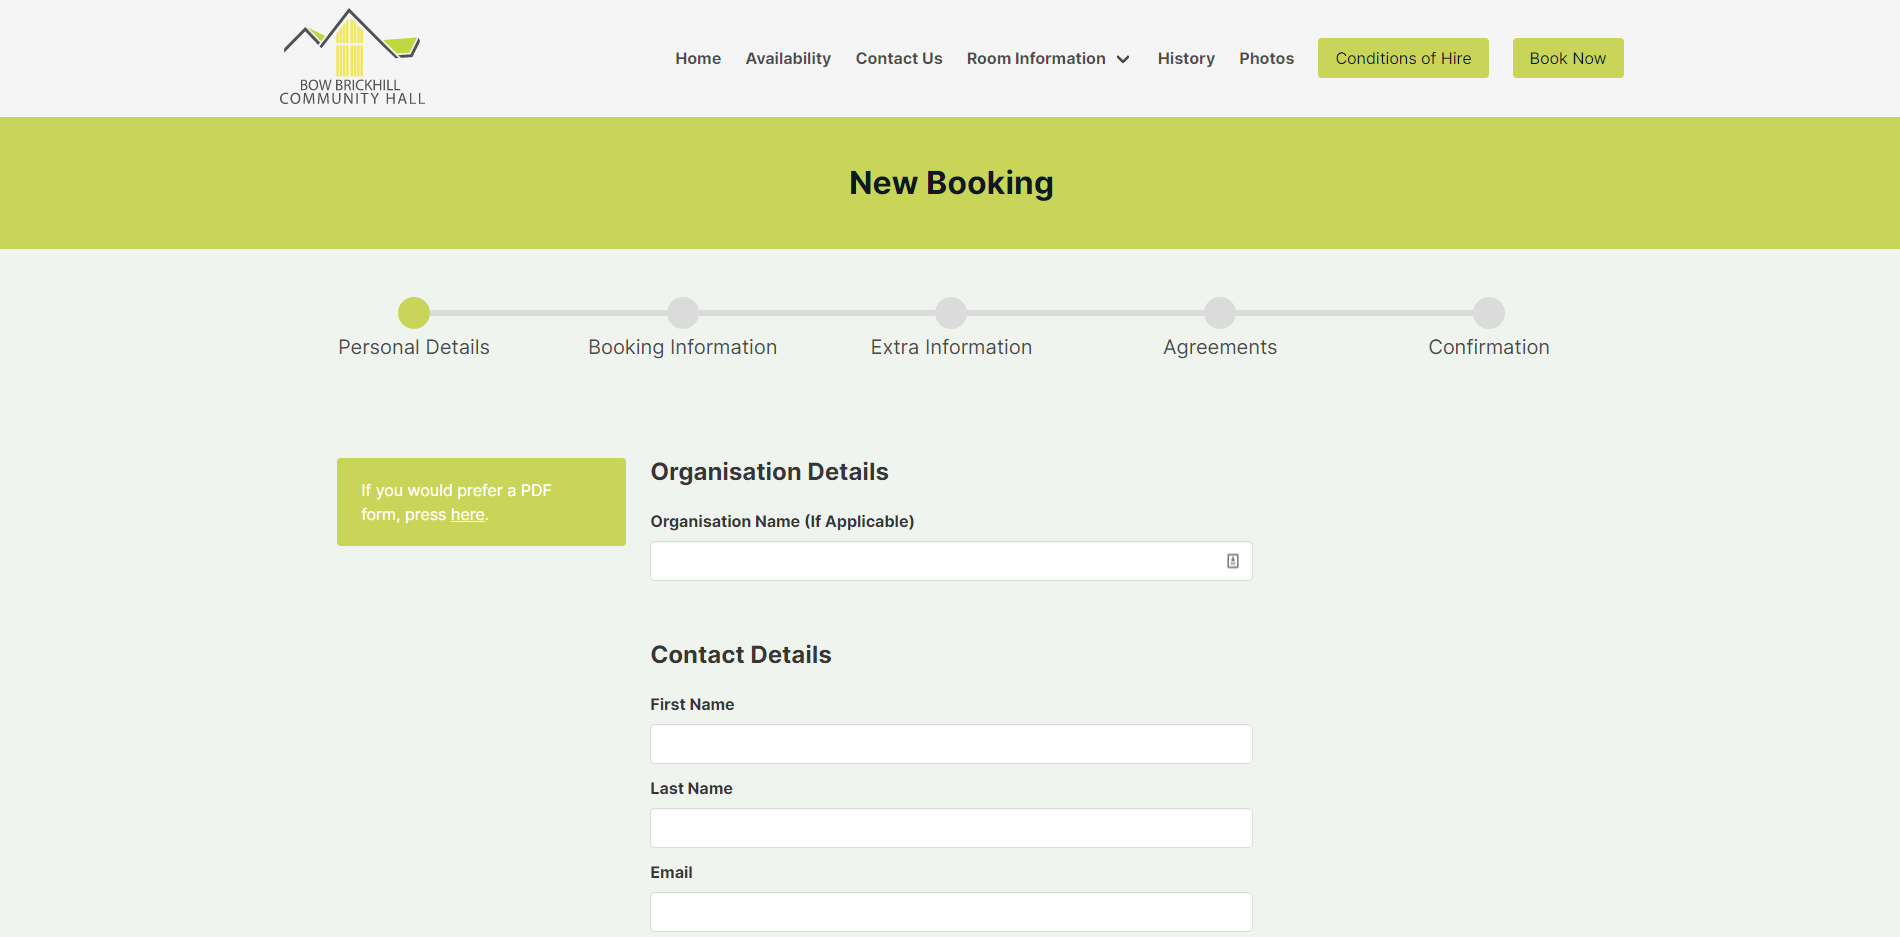 BOW BRICKHILL
COMMUNITY HALL
Home Availability Contact Us Room Information History Photos Conditions of Hire Book Now
New Booking
Personal Details Booking Information Extra Information Agreements Confirmation
If you would prefer a PDF
form, press here.
Organisation Details
Organisation Name (If Applicable)
Contact Details
First Name
Last Name
Email